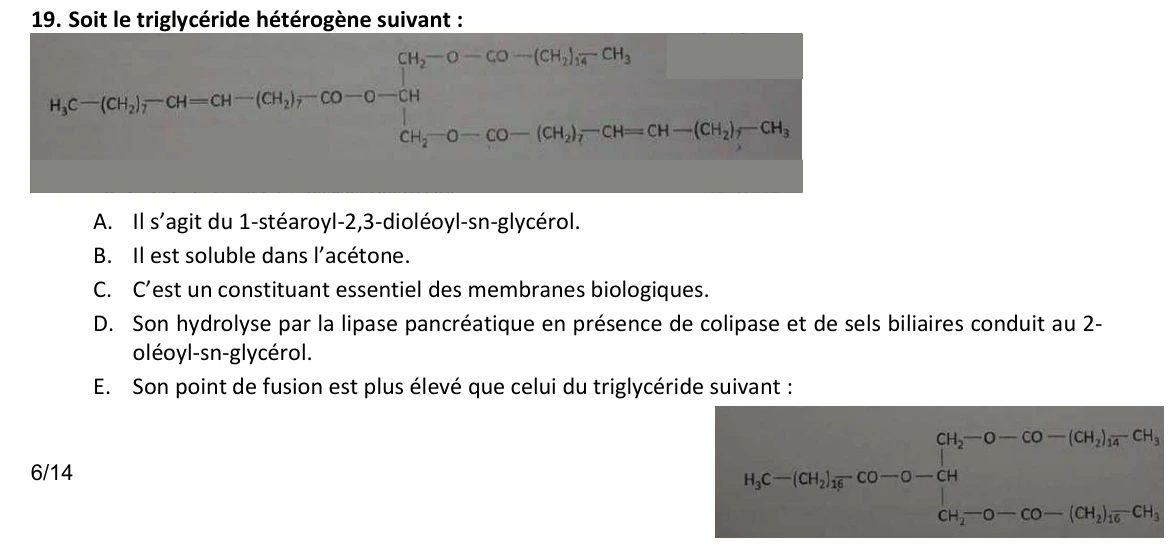 19. Soit le triglycéride hétérogène suivant :
CH₂—O—CO—(CH₂)₁₄—CH₃
H₃C—(CH₂)₇—CH=CH—(CH₂)₇—CO—O—CH
CH₂—O—CO—(CH₂)₇—CH=CH—(CH₂)₇—CH₃
A. Il s’agit du 1-stéaroyl-2,3-dioléoyl-sn-glycérol.
B. Il est soluble dans l’acétone.
C. C’est un constituant essentiel des membranes biologiques.
D. Son hydrolyse par la lipase pancréatique en présence de colipase et de sels biliaires conduit au 2-
oléoyl-sn-glycérol.
E. Son point de fusion est plus élevé que celui du triglycéride suivant :
CH₂—O—CO—(CH₂)₁₄—CH₃
H₃C—(CH₂)₁₆—CO—O—CH
CH₂—O—CO—(CH₂)₁₆—CH₃
6/14